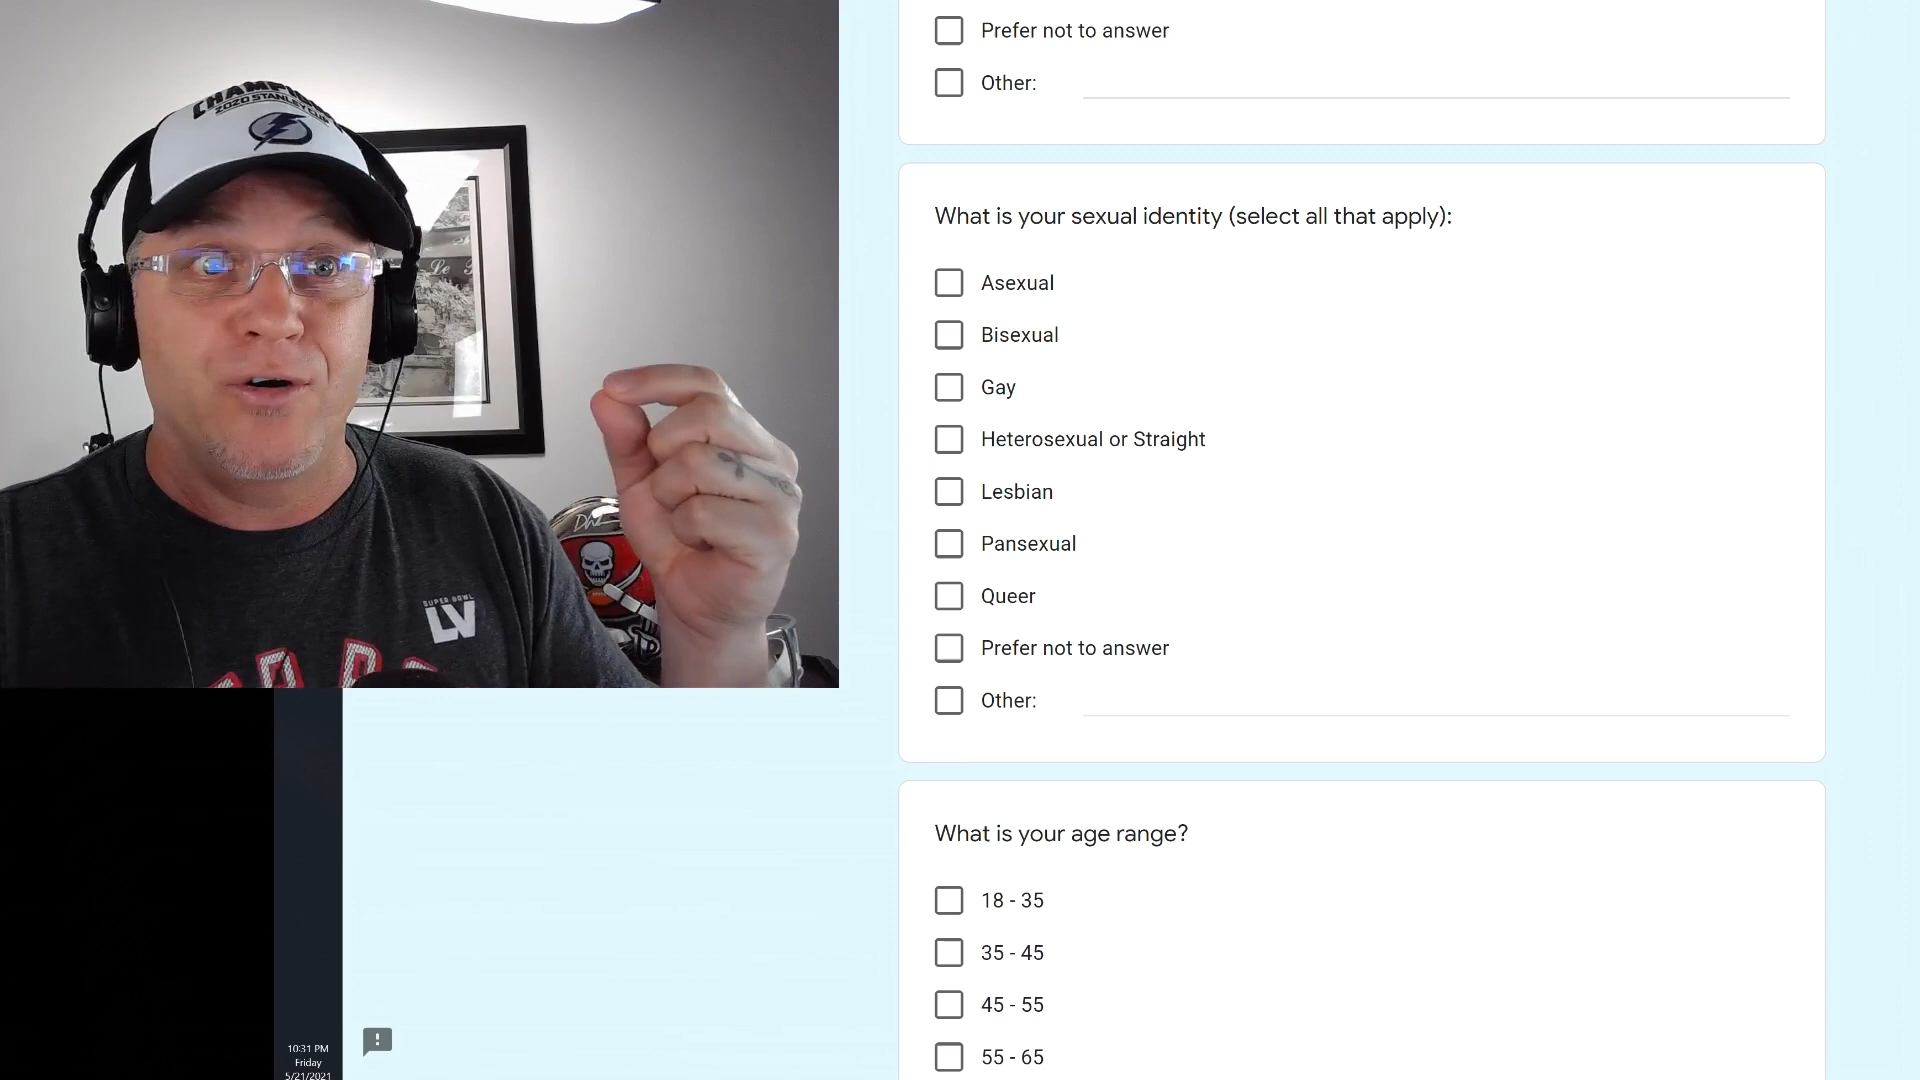 CHAMPIONS
2020 STANLEY CUP
Le
SUPER BOWL
LV
Prefer not to answer
Other:
What is your sexual identity (select all that apply):
Asexual
Bisexual
Gay
Heterosexual or Straight
Lesbian
Pansexual
Queer
Prefer not to answer
Other:
What is your age range?
18 - 35
35 - 45
45 - 55
55 - 65
10:31 PM
Friday
5/21/2021